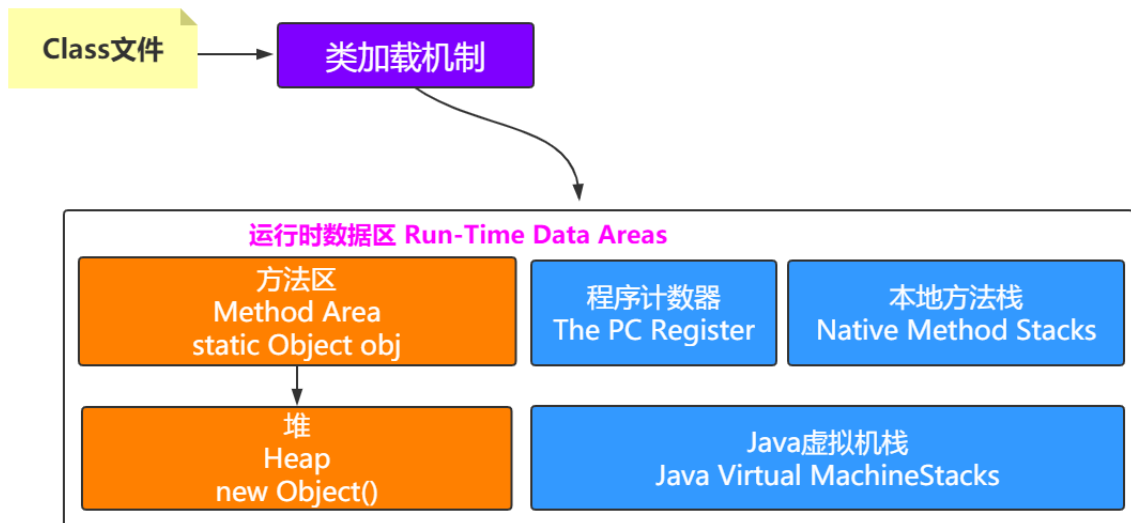 Class文件
类加载机制
运行时数据区 Run-Time Data Areas
方法区
Method Area
static Object obj
程序计数器
The PC Register
本地方法栈
Native Method Stacks
堆
Heap
new Object()
Java虚拟机栈
Java Virtual MachineStacks